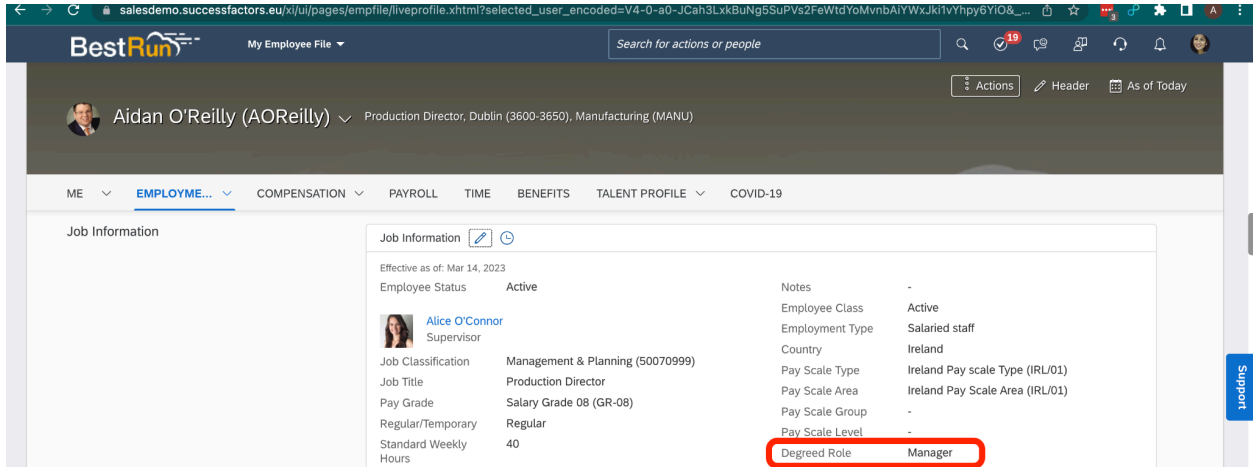 salesdemo.successfactors.eu/xi/ui/pages/empfile/liveprofile.xhtml?selected_user_encoded=V4-0-a0-JCah3LxkBuNg5SuPVs2FeWtdYoMvnbAiYWxJki1vYhpy6YiO&_...
3
A
BestRun
My Employee File
Search for actions or people
19
Actions
Header
As of Today
Aidan O'Reilly (AOReilly)
Production Director, Dublin (3600-3650), Manufacturing (MANU)
ME
EMPLOYME...
COMPENSATION
PAYROLL
TIME
BENEFITS
TALENT PROFILE
COVID-19
Job Information
Job Information
Effective as of: Mar 14, 2023
Employee Status Active
Alice O'Connor
Supervisor
Job Classification Management & Planning (50070999)
Job Title Production Director
Pay Grade Salary Grade 08 (GR-08)
Regular/Temporary Regular
Standard Weekly Hours 40
Notes -
Employee Class Active
Employment Type Salaried staff
Country Ireland
Pay Scale Type Ireland Pay scale Type (IRL/01)
Pay Scale Area Ireland Pay Scale Area (IRL/01)
Pay Scale Group -
Pay Scale Level -
Degreed Role Manager
Support